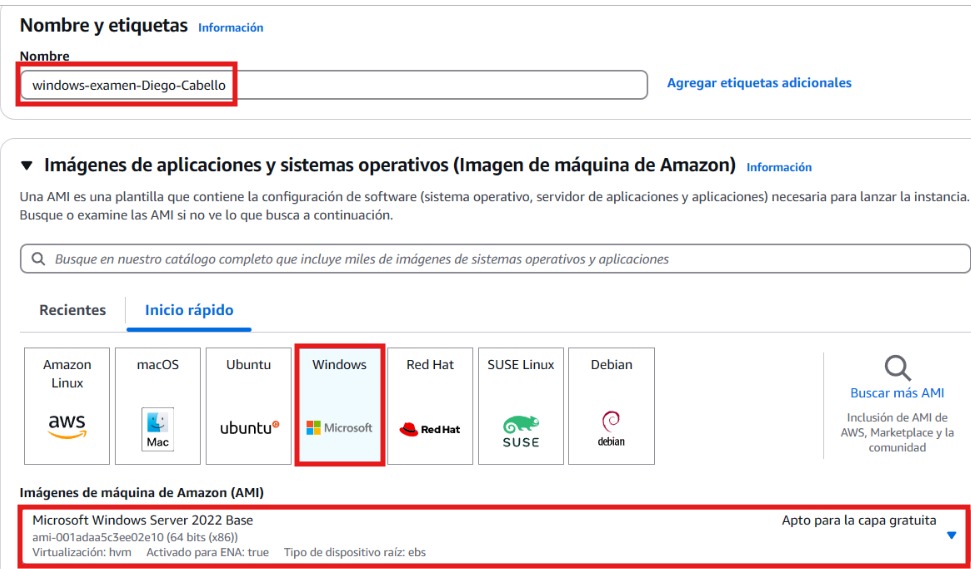 Nombre y etiquetas Información
Nombre
windows-examen-Diego-Cabello
Agregar etiquetas adicionales
▼ Imágenes de aplicaciones y sistemas operativos (Imagen de máquina de Amazon) Información
Una AMI es una plantilla que contiene la configuración de software (sistema operativo, servidor de aplicaciones y aplicaciones) necesaria para lanzar la instancia.
Busque o examine las AMI si no ve lo que busca a continuación.
Busque en nuestro catálogo completo que incluye miles de imágenes de sistemas operativos y aplicaciones
Recientes
Inicio rápido
Amazon
Linux
aws
macOS
Mac
Ubuntu
ubuntu
Windows
Microsoft
Red Hat
Red Hat
SUSE Linux
SUSE
Debian
debian
Buscar más AMI
Inclusión de AMI de
AWS, Marketplace y la
comunidad
Imágenes de máquina de Amazon (AMI)
Microsoft Windows Server 2022 Base
Apto para la capa gratuita
ami-001adaa5c3ee02e10 (64 bits (x86))
Virtualización: hvm Activado para ENA: true Tipo de dispositivo raíz: ebs